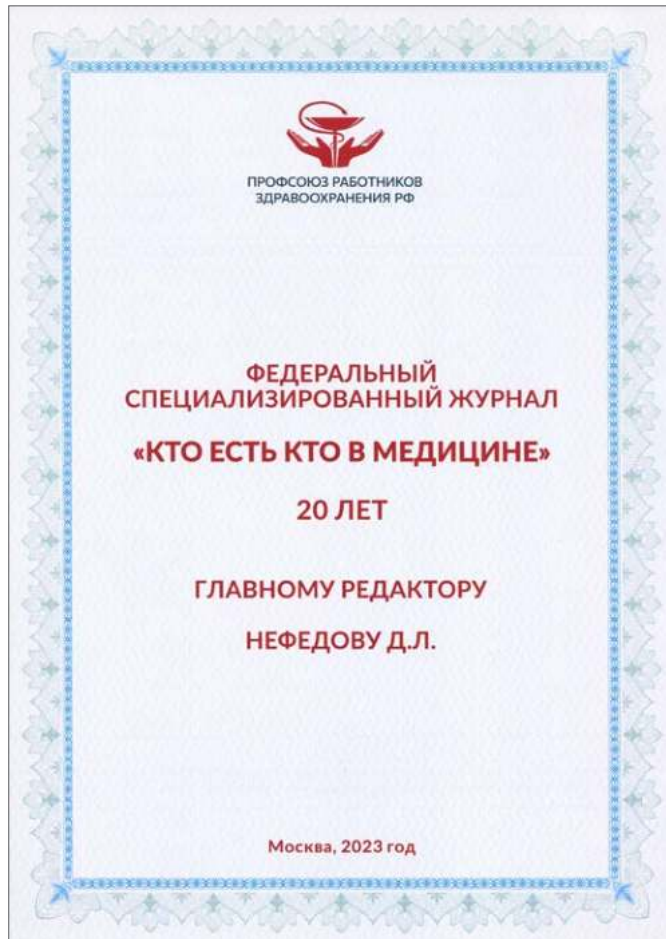 ПРОФСОЮЗ РАБОТНИКОВ
ЗДРАВООХРАНЕНИЯ РФ
ФЕДЕРАЛЬНЫЙ
СПЕЦИАЛИЗИРОВАННЫЙ ЖУРНАЛ
«КТО ЕСТЬ КТО В МЕДИЦИНЕ»
20 ЛЕТ
ГЛАВНОМУ РЕДАКТОРУ
НЕФЕДОВУ Д.Л.
Москва, 2023 год